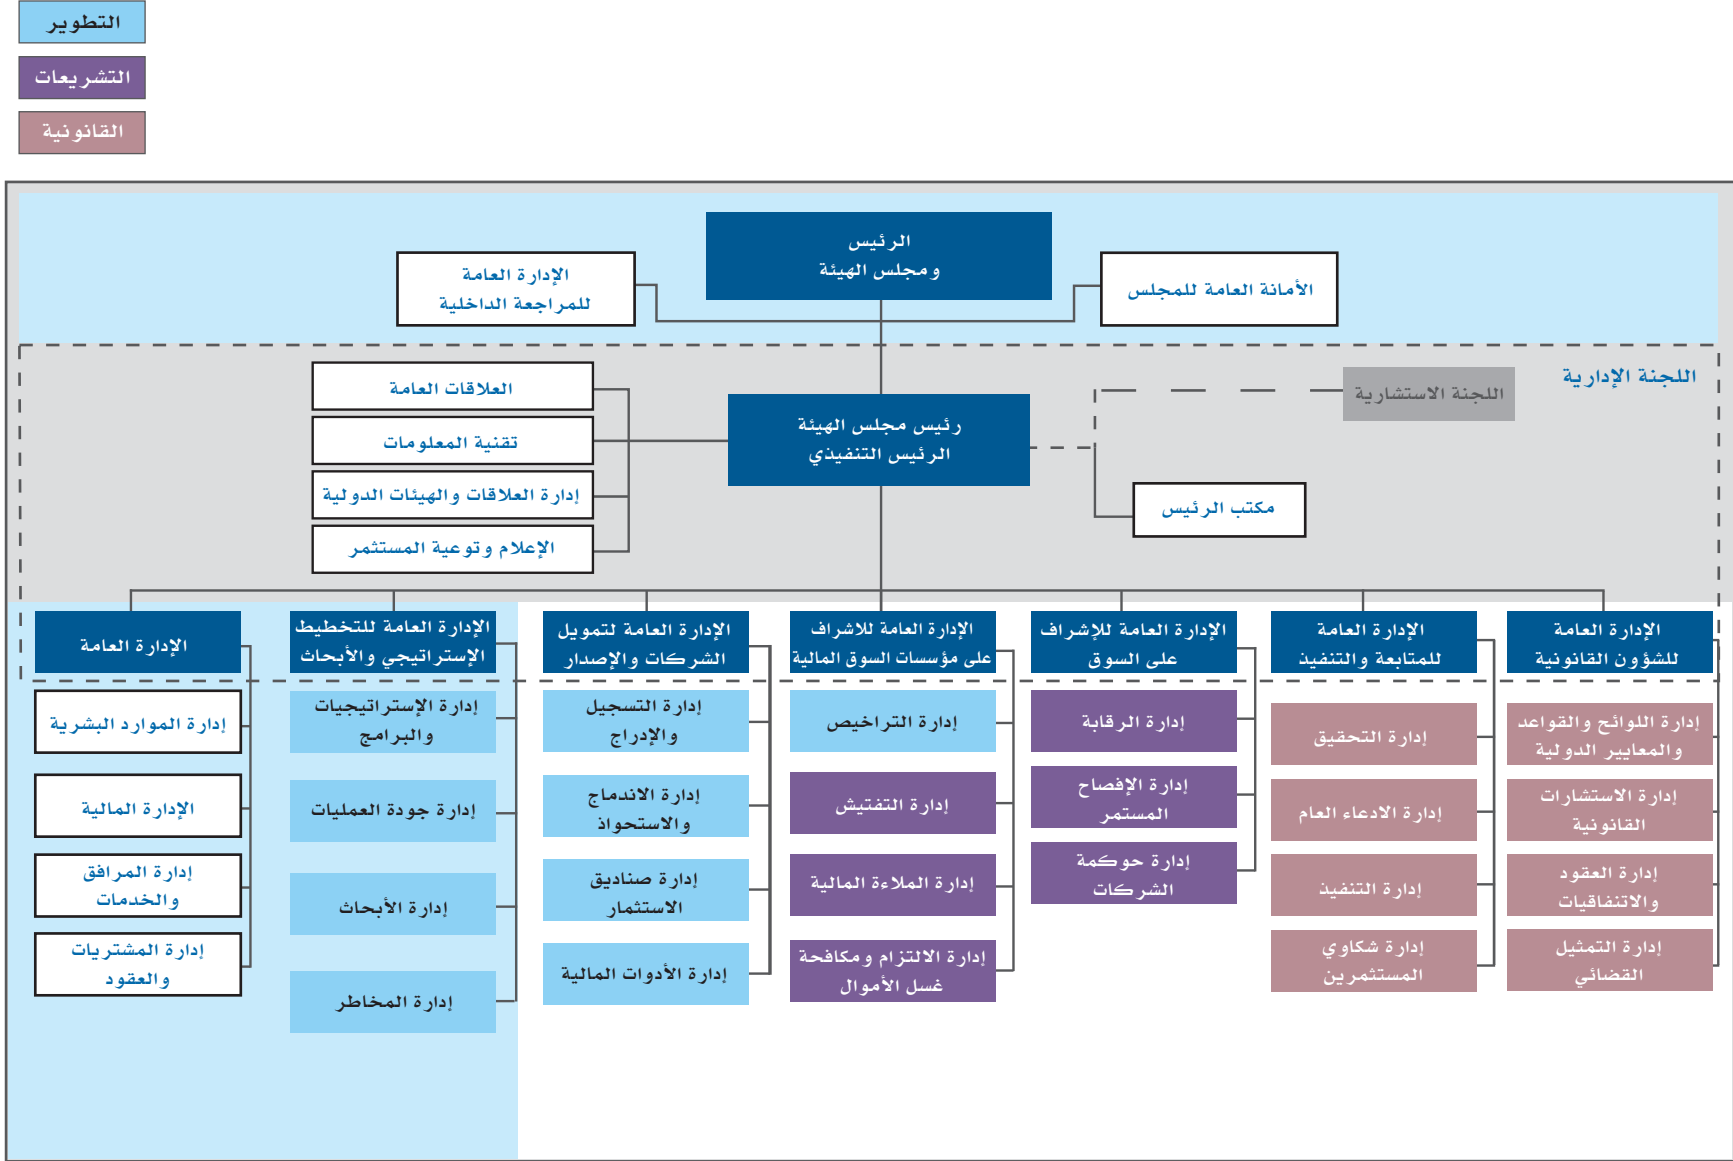 التطوير
التشريعات
القانونية
الرئيس
ومجلس الهيئة
الأمانة العامة للمجلس
الإدارة العامة
للمراجعة الداخلية
اللجنة الإدارية
اللجنة الاستشارية
رئيس مجلس الهيئة
الرئيس التنفيذي
مكتب الرئيس
العلاقات العامة
تقنية المعلومات
إدارة العلاقات والهيئات الدولية
الإعلام وتوعية المستثمر
الإدارة العامة
للشؤون القانونية
إدارة اللوائح والقواعد
والمعايير الدولية
إدارة الاستشارات
القانونية
إدارة العقود
والاتنفاقيات
إدارة التمثيل
القضائي
الإدارة العامة
للمتابعة والتنفيذ
إدارة التحقيق
إدارة الادعاء العام
إدارة التنفيذ
إدارة شكاوي
المستثمرين
الإدارة العامة للإشراف
على السوق
إدارة الرقابة
إدارة الإفصاح
المستمر
إدارة حوكمة
الشركات
الإدارة العامة للاشراف
على مؤسسات السوق المالية
إدارة التراخيص
إدارة التفتيش
إدارة الملاءة المالية
إدارة الالتزام ومكافحة
غسل الأموال
الإدارة العامة لتمويل
الشركات والإصدار
إدارة التسجيل
والإدراج
إدارة الاندماج
والاستحواذ
إدارة صناديق
الاستثمار
إدارة الأدوات المالية
الإدارة العامة للتخطيط
الإستراتيجي والأبحاث
إدارة الإستراتيجيات
والبرامج
إدارة جودة العمليات
إدارة الأبحاث
إدارة المخاطر
الإدارة العامة
إدارة الموارد البشرية
الإدارة المالية
إدارة المرافق
والخدمات
إدارة المشتريات
والعقود